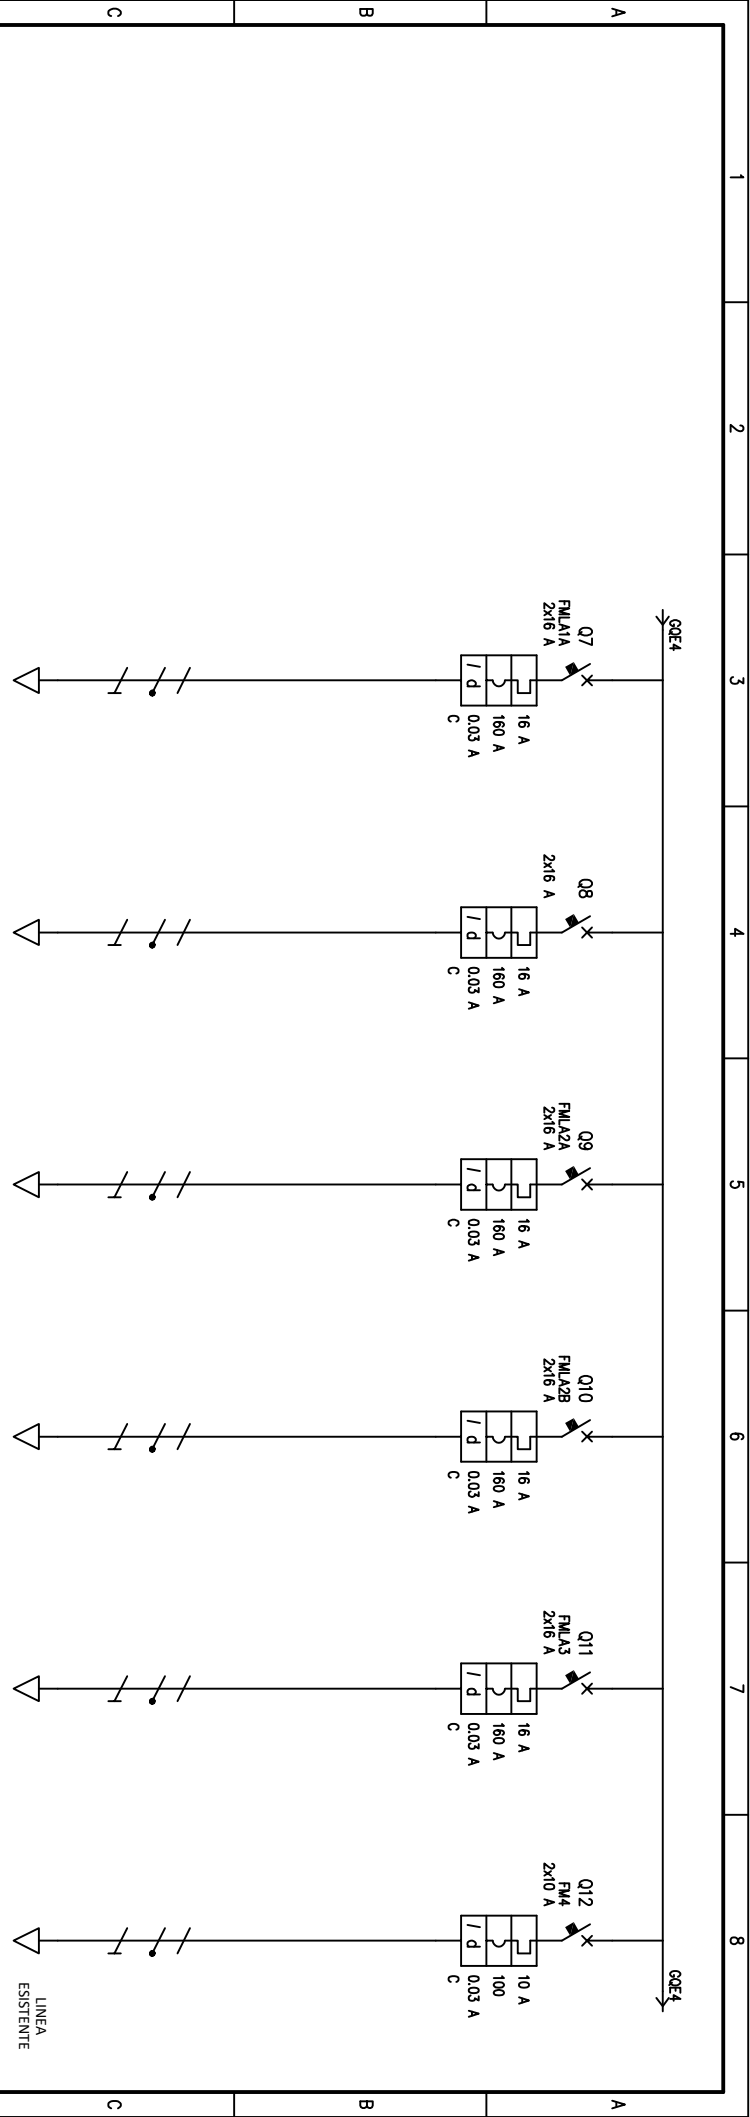 1
2
3
4
5
6
7
8
A
A
GQE4
GQE4
Q7
FMLA1A
2x16 A
16 A
160 A
0.03 A
C
I d
Q8
2x16 A
16 A
160 A
0.03 A
C
I d
Q9
FMLA2A
2x16 A
16 A
160 A
0.03 A
C
I d
Q10
FMLA2B
2x16 A
16 A
160 A
0.03 A
C
I d
Q11
FMLA3
2x16 A
16 A
160 A
0.03 A
C
I d
Q12
FM4
2x10 A
10 A
100
0.03 A
C
I d
B
B
C
C
LINEA
ESISTENTE